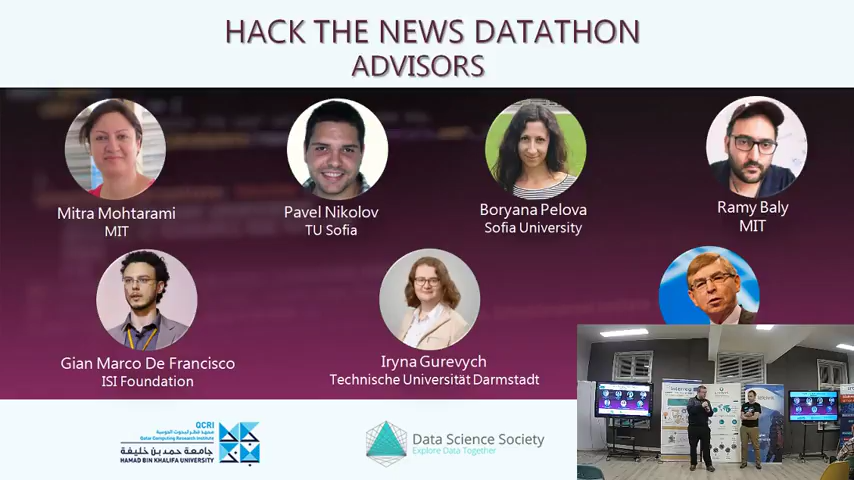 HACK THE NEWS DATATHON
ADVISORS
Mitra Mohtarami
MIT
Pavel Nikolov
TU Sofia
Boryana Pelova
Sofia University
Ramy Baly
MIT
Gian Marco De Francisco
ISI Foundation
Iryna Gurevych
Technische Universität Darmstadt
QCRI
معهد قطر لبحوث الحوسبة
Qatar Computing Research Institute
جامعة حمد بن خليفة
HAMAD BIN KHALIFA UNIVERSITY
Data Science Society
Explore Data Together